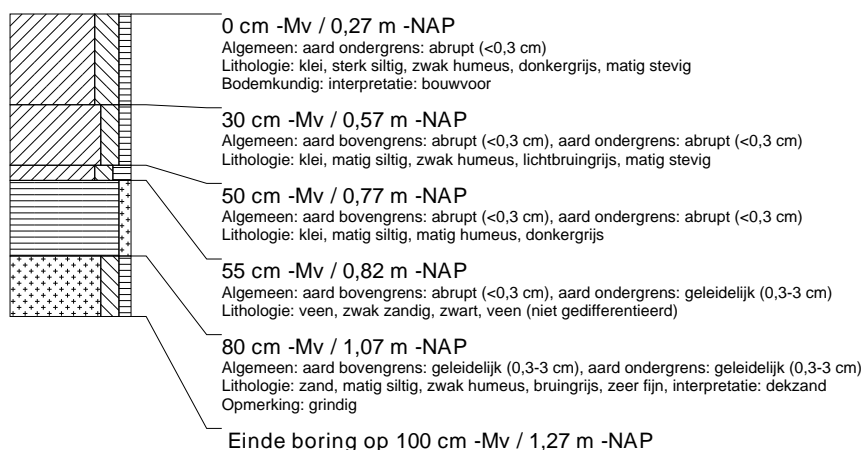 0 cm -Mv / 0,27 m -NAP
Algemeen: aard ondergrens: abrupt (<0,3 cm)
Lithologie: klei, sterk siltig, zwak humeus, donkergrijs, matig stevig
Bodemkundig: interpretatie: bouwvoor
30 cm -Mv / 0,57 m -NAP
Algemeen: aard bovengrens: abrupt (<0,3 cm), aard ondergrens: abrupt (<0,3 cm)
Lithologie: klei, matig siltig, zwak humeus, lichtbruingrijs, matig stevig
50 cm -Mv / 0,77 m -NAP
Algemeen: aard bovengrens: abrupt (<0,3 cm), aard ondergrens: abrupt (<0,3 cm)
Lithologie: klei, matig siltig, matig humeus, donkergrijs
55 cm -Mv / 0,82 m -NAP
Algemeen: aard bovengrens: abrupt (<0,3 cm), aard ondergrens: geleidelijk (0,3-3 cm)
Lithologie: veen, zwak zandig, zwart, veen (niet gedifferentieerd)
80 cm -Mv / 1,07 m -NAP
Algemeen: aard bovengrens: geleidelijk (0,3-3 cm), aard ondergrens: geleidelijk (0,3-3 cm)
Lithologie: zand, matig siltig, zwak humeus, bruingrijs, zeer fijn, interpretatie: dekzand
Opmerking: grindig
Einde boring op 100 cm -Mv / 1,27 m -NAP